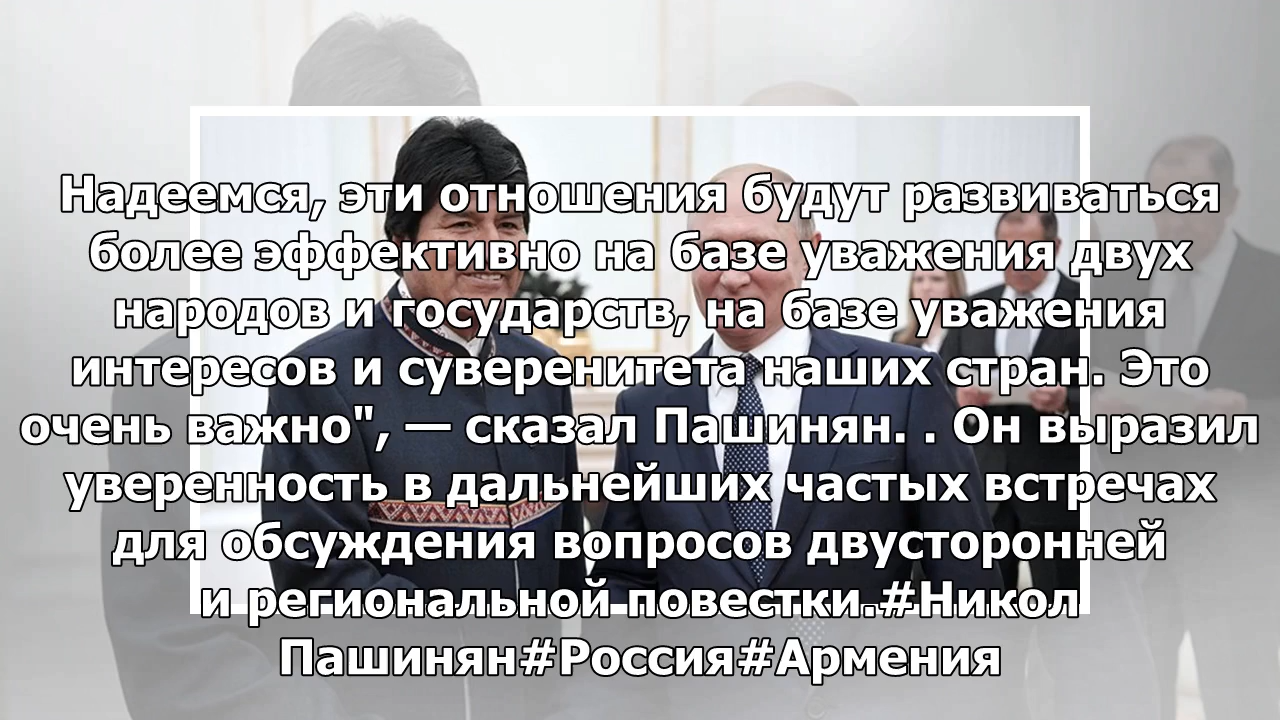 Надеемся, эти отношения будут развиваться
более эффективно на базе уважения двух
народов и государств, на базе уважения
интересов и суверенитета наших стран. Это
очень важно", — сказал Пашинян. . Он выразил
уверенность в дальнейших частых встречах
для обсуждения вопросов двусторонней
и региональной повестки.#Никол
Пашинян#Россия#Армения